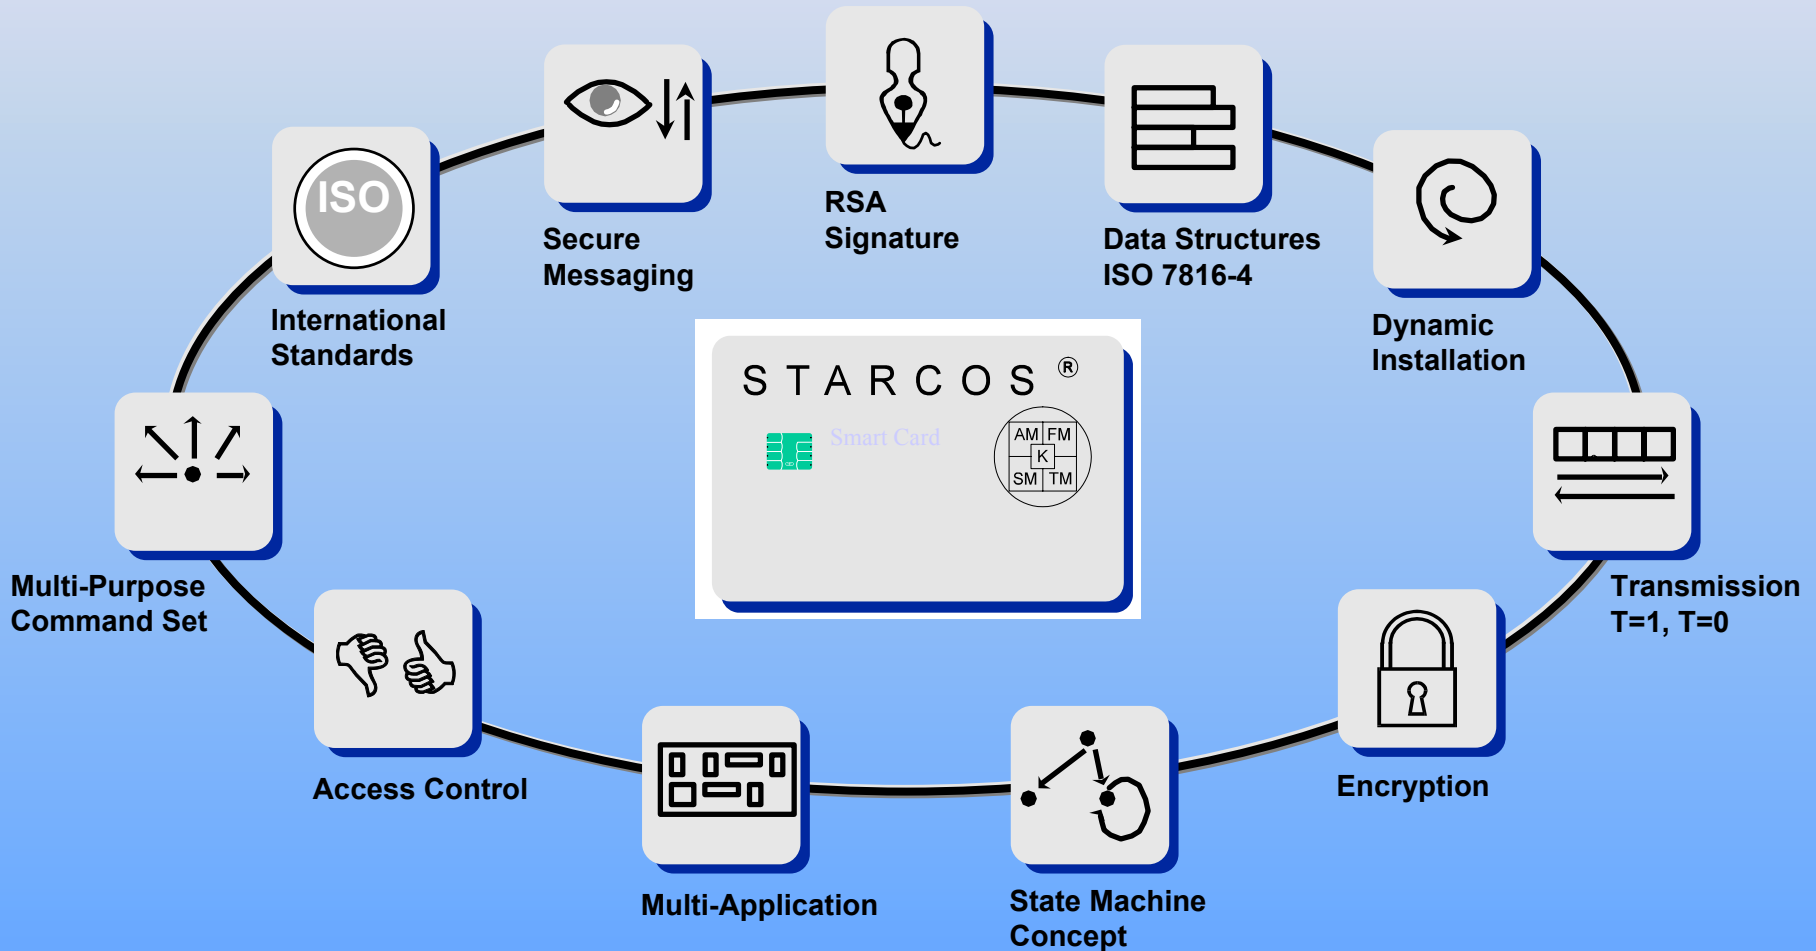 ISO
International
Standards
Secure
Messaging
RSA
Signature
Data Structures
ISO 7816-4
Dynamic
Installation
STARCOS®
Smart Card
AM FM
K
SM TM
Multi-Purpose
Command Set
Transmission
T=1, T=0
Access Control
Encryption
Multi-Application
State Machine
Concept